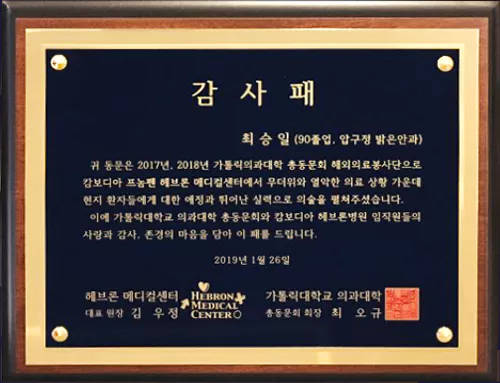 감 사 패
최 승 일 (90졸업, 압구정 밝은안과)
귀 동문은 2017년, 2018년 가톨릭의과대학 총동문회 해외의료봉사단으로
캄보디아 프놈펜 헤브론 메디컬센터에서 무더위와 열악한 의료 상황 가운데
현지 환자들에게 대한 애정과 뛰어난 실력으로 의술을 펼쳐주셨습니다.
이에 가톨릭대학교 의과대학 총동문회와 캄보디아 헤브론병원 임직원들의
사랑과 감사, 존경의 마음을 담아 이 패를 드립니다.
2019년 1월 26일
헤브론 메디컬센터
대표 원장 김 우 정
HEBRON
MEDICAL
CENTER
가톨릭대학교 의과대학
총동문회 회장 최 오 규